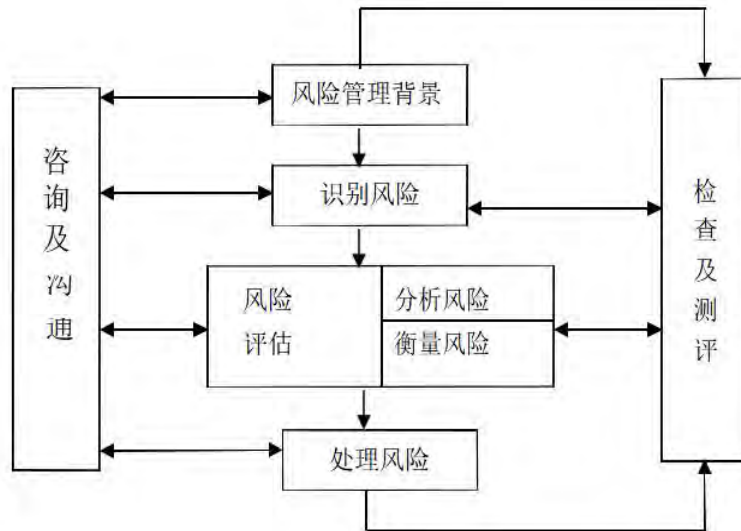 风险管理背景
咨询及沟通
识别风险
检查及测评
风险
评估
分析风险
衡量风险
处理风险